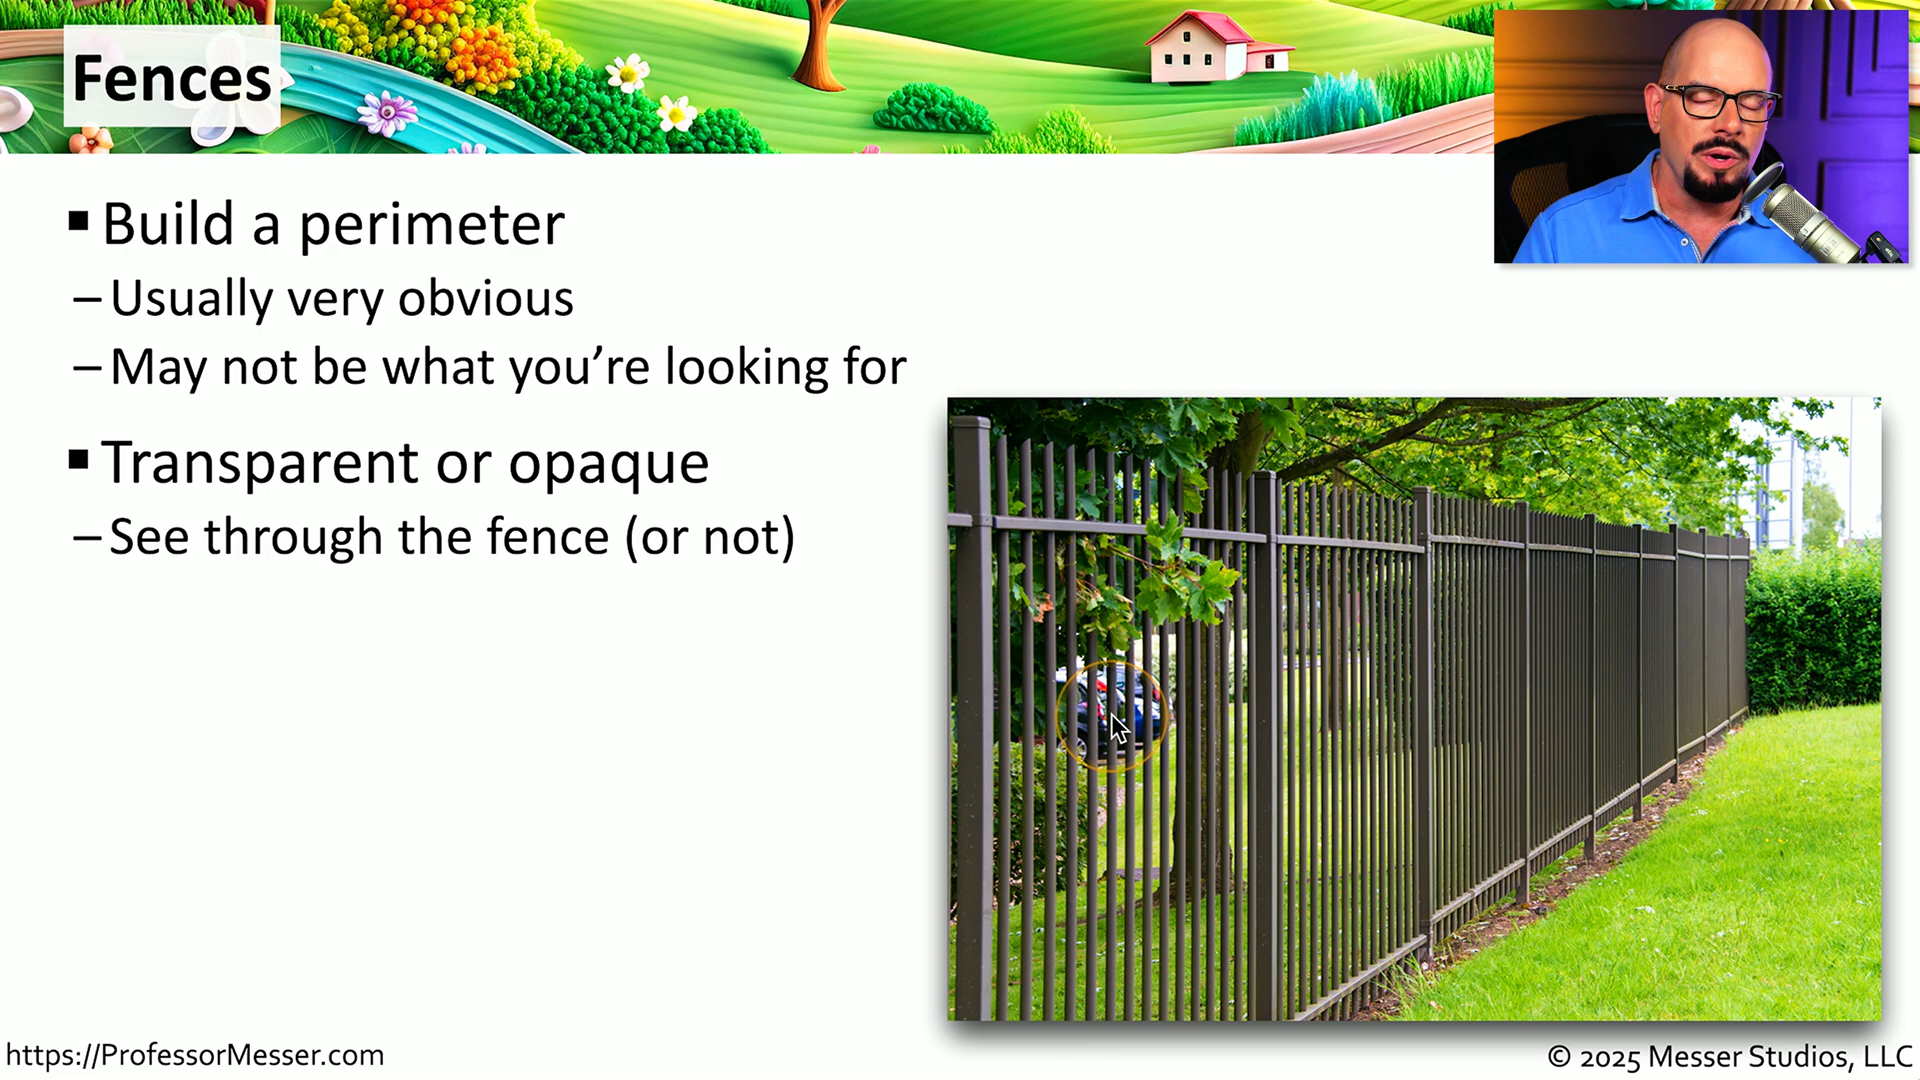 Fences
▪ Build a perimeter
– Usually very obvious
– May not be what you’re looking for
▪ Transparent or opaque
– See through the fence (or not)
https://ProfessorMesser.com
© 2025 Messer Studios, LLC